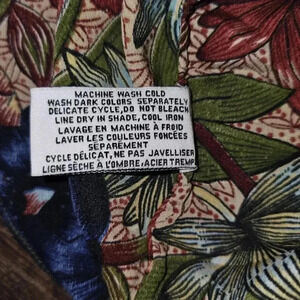 MACHINE WASH COLD
WASH DARK COLORS SEPARATELY
DELICATE CYCLE, DO NOT BLEACH
LINE DRY IN SHADE, COOL IRON
LAVAGE EN MACHINE À FROID
LAVER LES COULEURS FONCÉES
SÉPARÉMENT
CYCLE DÉLICAT, NE PAS JAVELLISER
LIGNE SÈCHE À L'OMBRE, ACIER TREMP